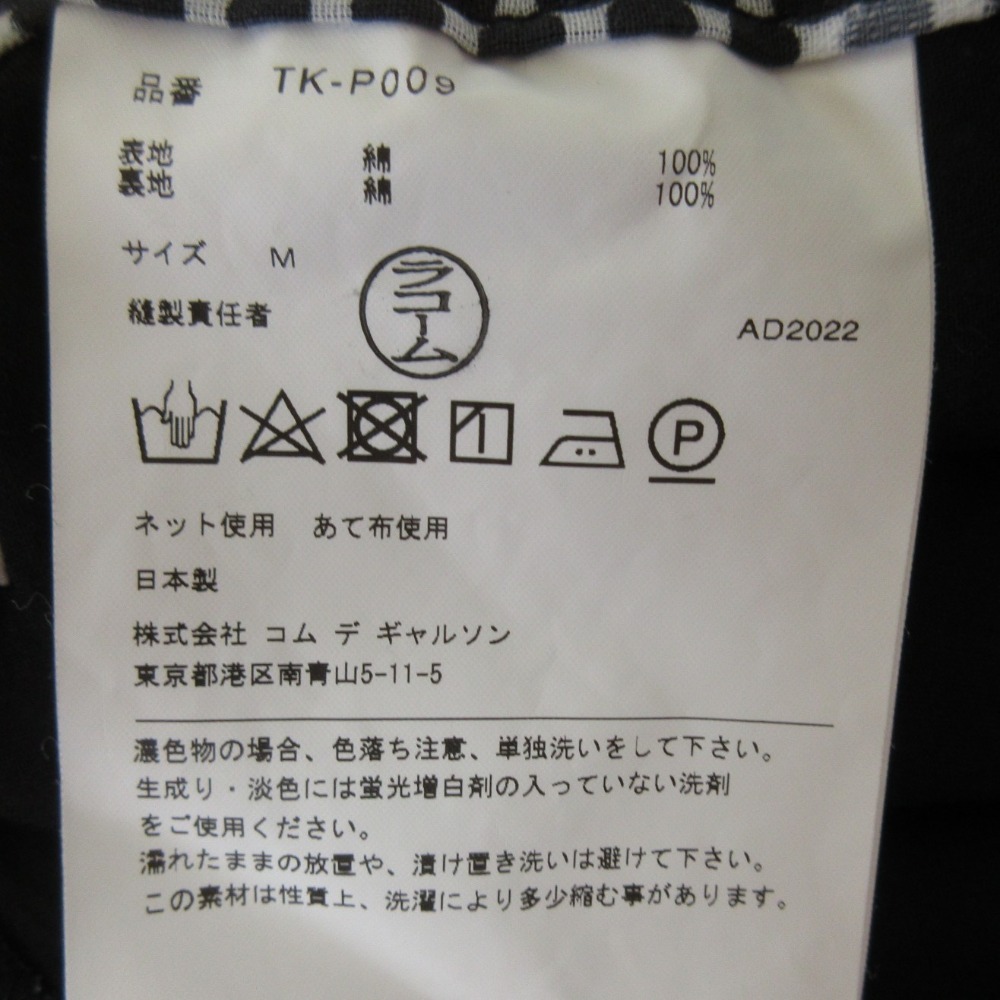 品番 TK-P009
表地 綿 100%
裏地 綿 100%
サイズ M
縫製責任者 ラコーム AD2022
P
ネット使用 あて布使用
日本製
株式会社 コム デ ギャルソン
東京都港区南青山5-11-5
濃色物の場合、色落ち注意、単独洗いをして下さい。
生成り・淡色には蛍光増白剤の入っていない洗剤
をご使用ください。
濡れたままの放置や、漬け置き洗いは避けて下さい。
この素材は性質上、洗濯により多少縮む事があります。